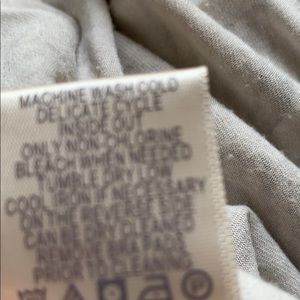 MACHINE WASH COLD
DELICATE CYCLE
INSIDE OUT
ONLY NON-CHLORINE
BLEACH WHEN NEEDED
TUMBLE DRY LOW
COOL IRON IF NECESSARY
ON THE REVERSE SIDE
CAN BE DRY CLEANED
REMOVE BRA PADS
PRIOR TO CLEANING